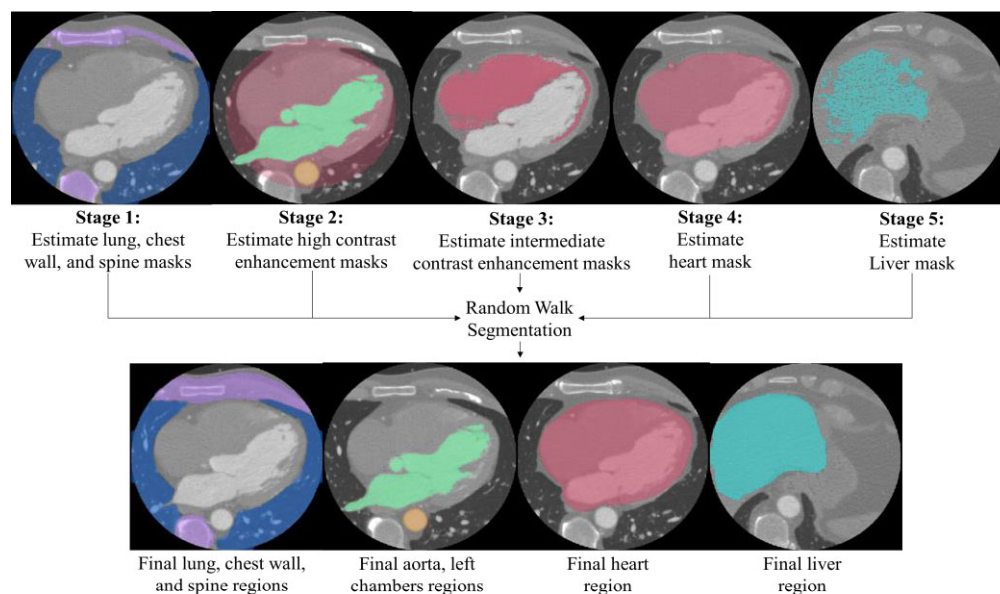 Stage 1:
Estimate lung, chest
wall, and spine masks
Stage 2:
Estimate high contrast
enhancement masks
Stage 3:
Estimate intermediate
contrast enhancement masks
Stage 4:
Estimate
heart mask
Stage 5:
Estimate
Liver mask
Random Walk
Segmentation
Final lung, chest wall,
and spine regions
Final aorta, left
chambers regions
Final heart
region
Final liver
region